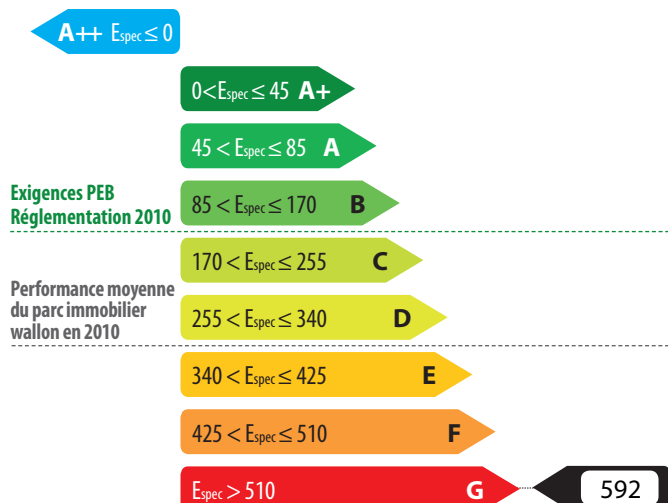 A++ Espec ≤ 0
0<Espec ≤ 45 A+
45 < Espec ≤ 85 A
Exigences PEB
Réglementation 2010
85 < Espec ≤ 170 B
170 < Espec ≤ 255 C
Performance moyenne
du parc immobilier
wallon en 2010
255 < Espec ≤ 340 D
340 < Espec ≤ 425 E
425 < Espec ≤ 510 F
Espec > 510 G 592